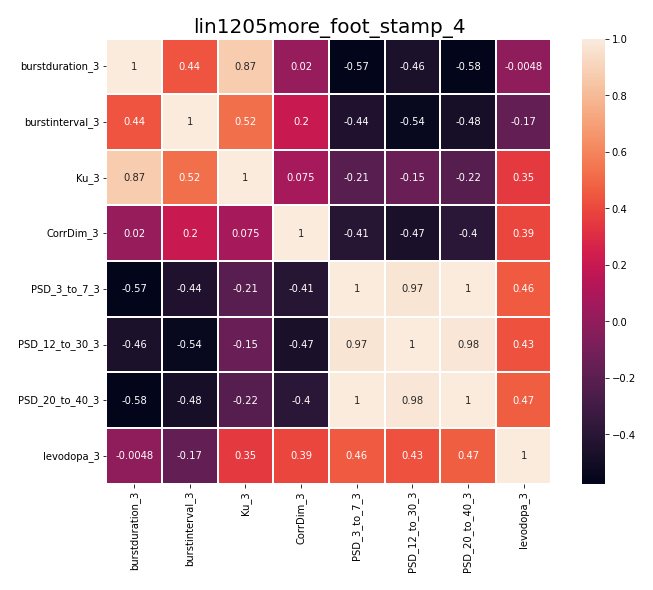 lin1205more_foot_stamp_4
burstduration_3 1 0.44 0.87 0.02 -0.57 -0.46 -0.58 -0.0048
burstinterval_3 0.44 1 0.52 0.2 -0.44 -0.54 -0.48 -0.17
Ku_3 0.87 0.52 1 0.075 -0.21 -0.15 -0.22 0.35
CorrDim_3 0.02 0.2 0.075 1 -0.41 -0.47 -0.4 0.39
PSD_3_to_7_3 -0.57 -0.44 -0.21 -0.41 1 0.97 1 0.46
PSD_12_to_30_3 -0.46 -0.54 -0.15 -0.47 0.97 1 0.98 0.43
PSD_20_to_40_3 -0.58 -0.48 -0.22 -0.4 1 0.98 1 0.47
levodopa_3 -0.0048 -0.17 0.35 0.39 0.46 0.43 0.47 1
burstduration_3
burstinterval_3
Ku_3
CorrDim_3
PSD_3_to_7_3
PSD_12_to_30_3
PSD_20_to_40_3
levodopa_3
1.0
0.8
0.6
0.4
0.2
0.0
−0.2
−0.4